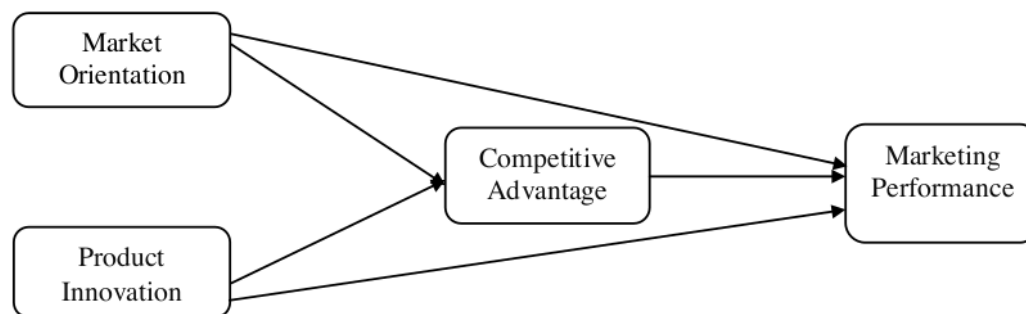 Market
Orientation
Competitive
Advantage
Marketing
Performance
Product
Innovation